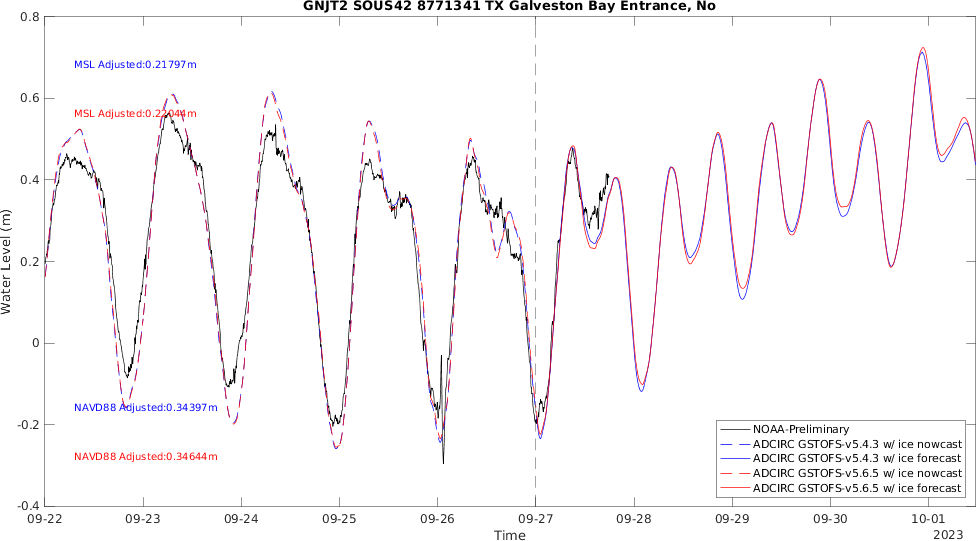 GNJT2 SOUS42 8771341 TX Galveston Bay Entrance, No
0.8
0.6
0.4
0.2
0
-0.2
-0.4
Water Level (m)
MSL Adjusted:0.21797m
MSL Adjusted:0.22044m
NAVD88 Adjusted:0.34397m
NAVD88 Adjusted:0.34644m
NOAA-Preliminary
ADCIRC GSTOFS-v5.4.3 w/ ice nowcast
ADCIRC GSTOFS-v5.4.3 w/ ice forecast
ADCIRC GSTOFS-v5.6.5 w/ ice nowcast
ADCIRC GSTOFS-v5.6.5 w/ ice forecast
09-22 09-23 09-24 09-25 09-26 09-27 09-28 09-29 09-30 10-01
Time
2023